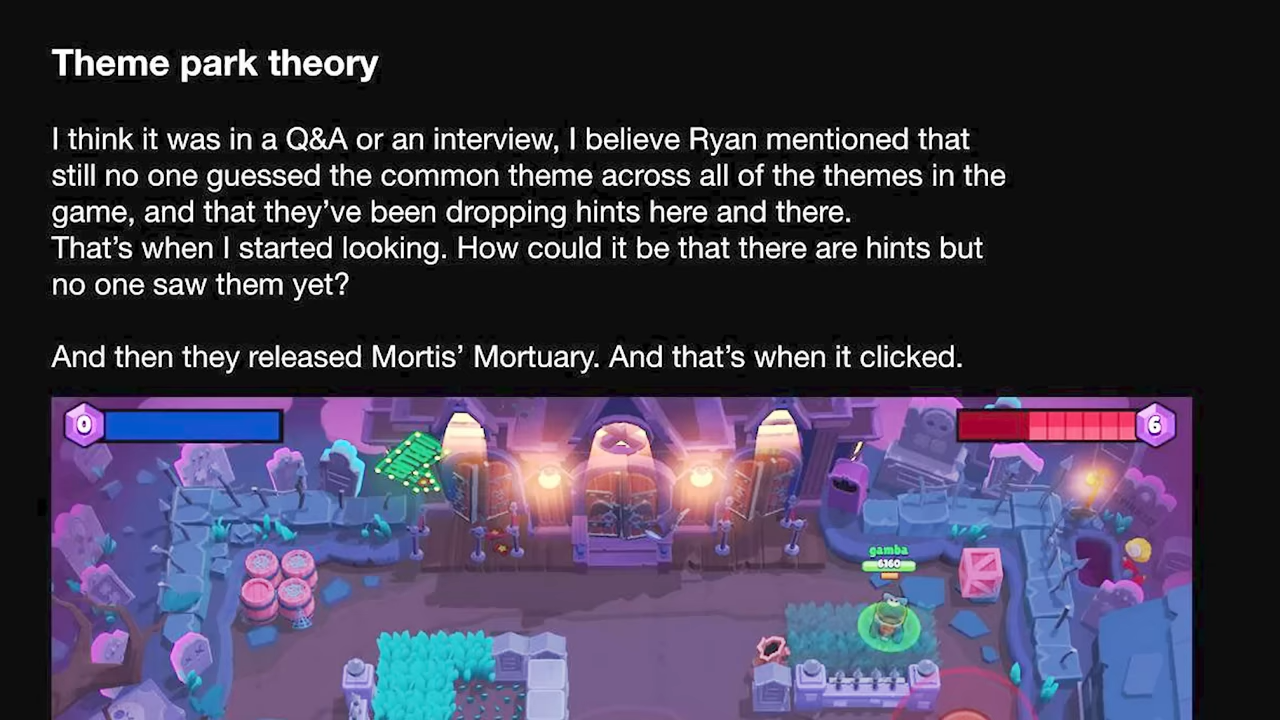 Theme park theory
I think it was in a Q&A or an interview, I believe Ryan mentioned that
still no one guessed the common theme across all of the themes in the
game, and that they’ve been dropping hints here and there.
That’s when I started looking. How could it be that there are hints but
no one saw them yet?
And then they released Mortis’ Mortuary. And that’s when it clicked.
0
6
gamba
6160